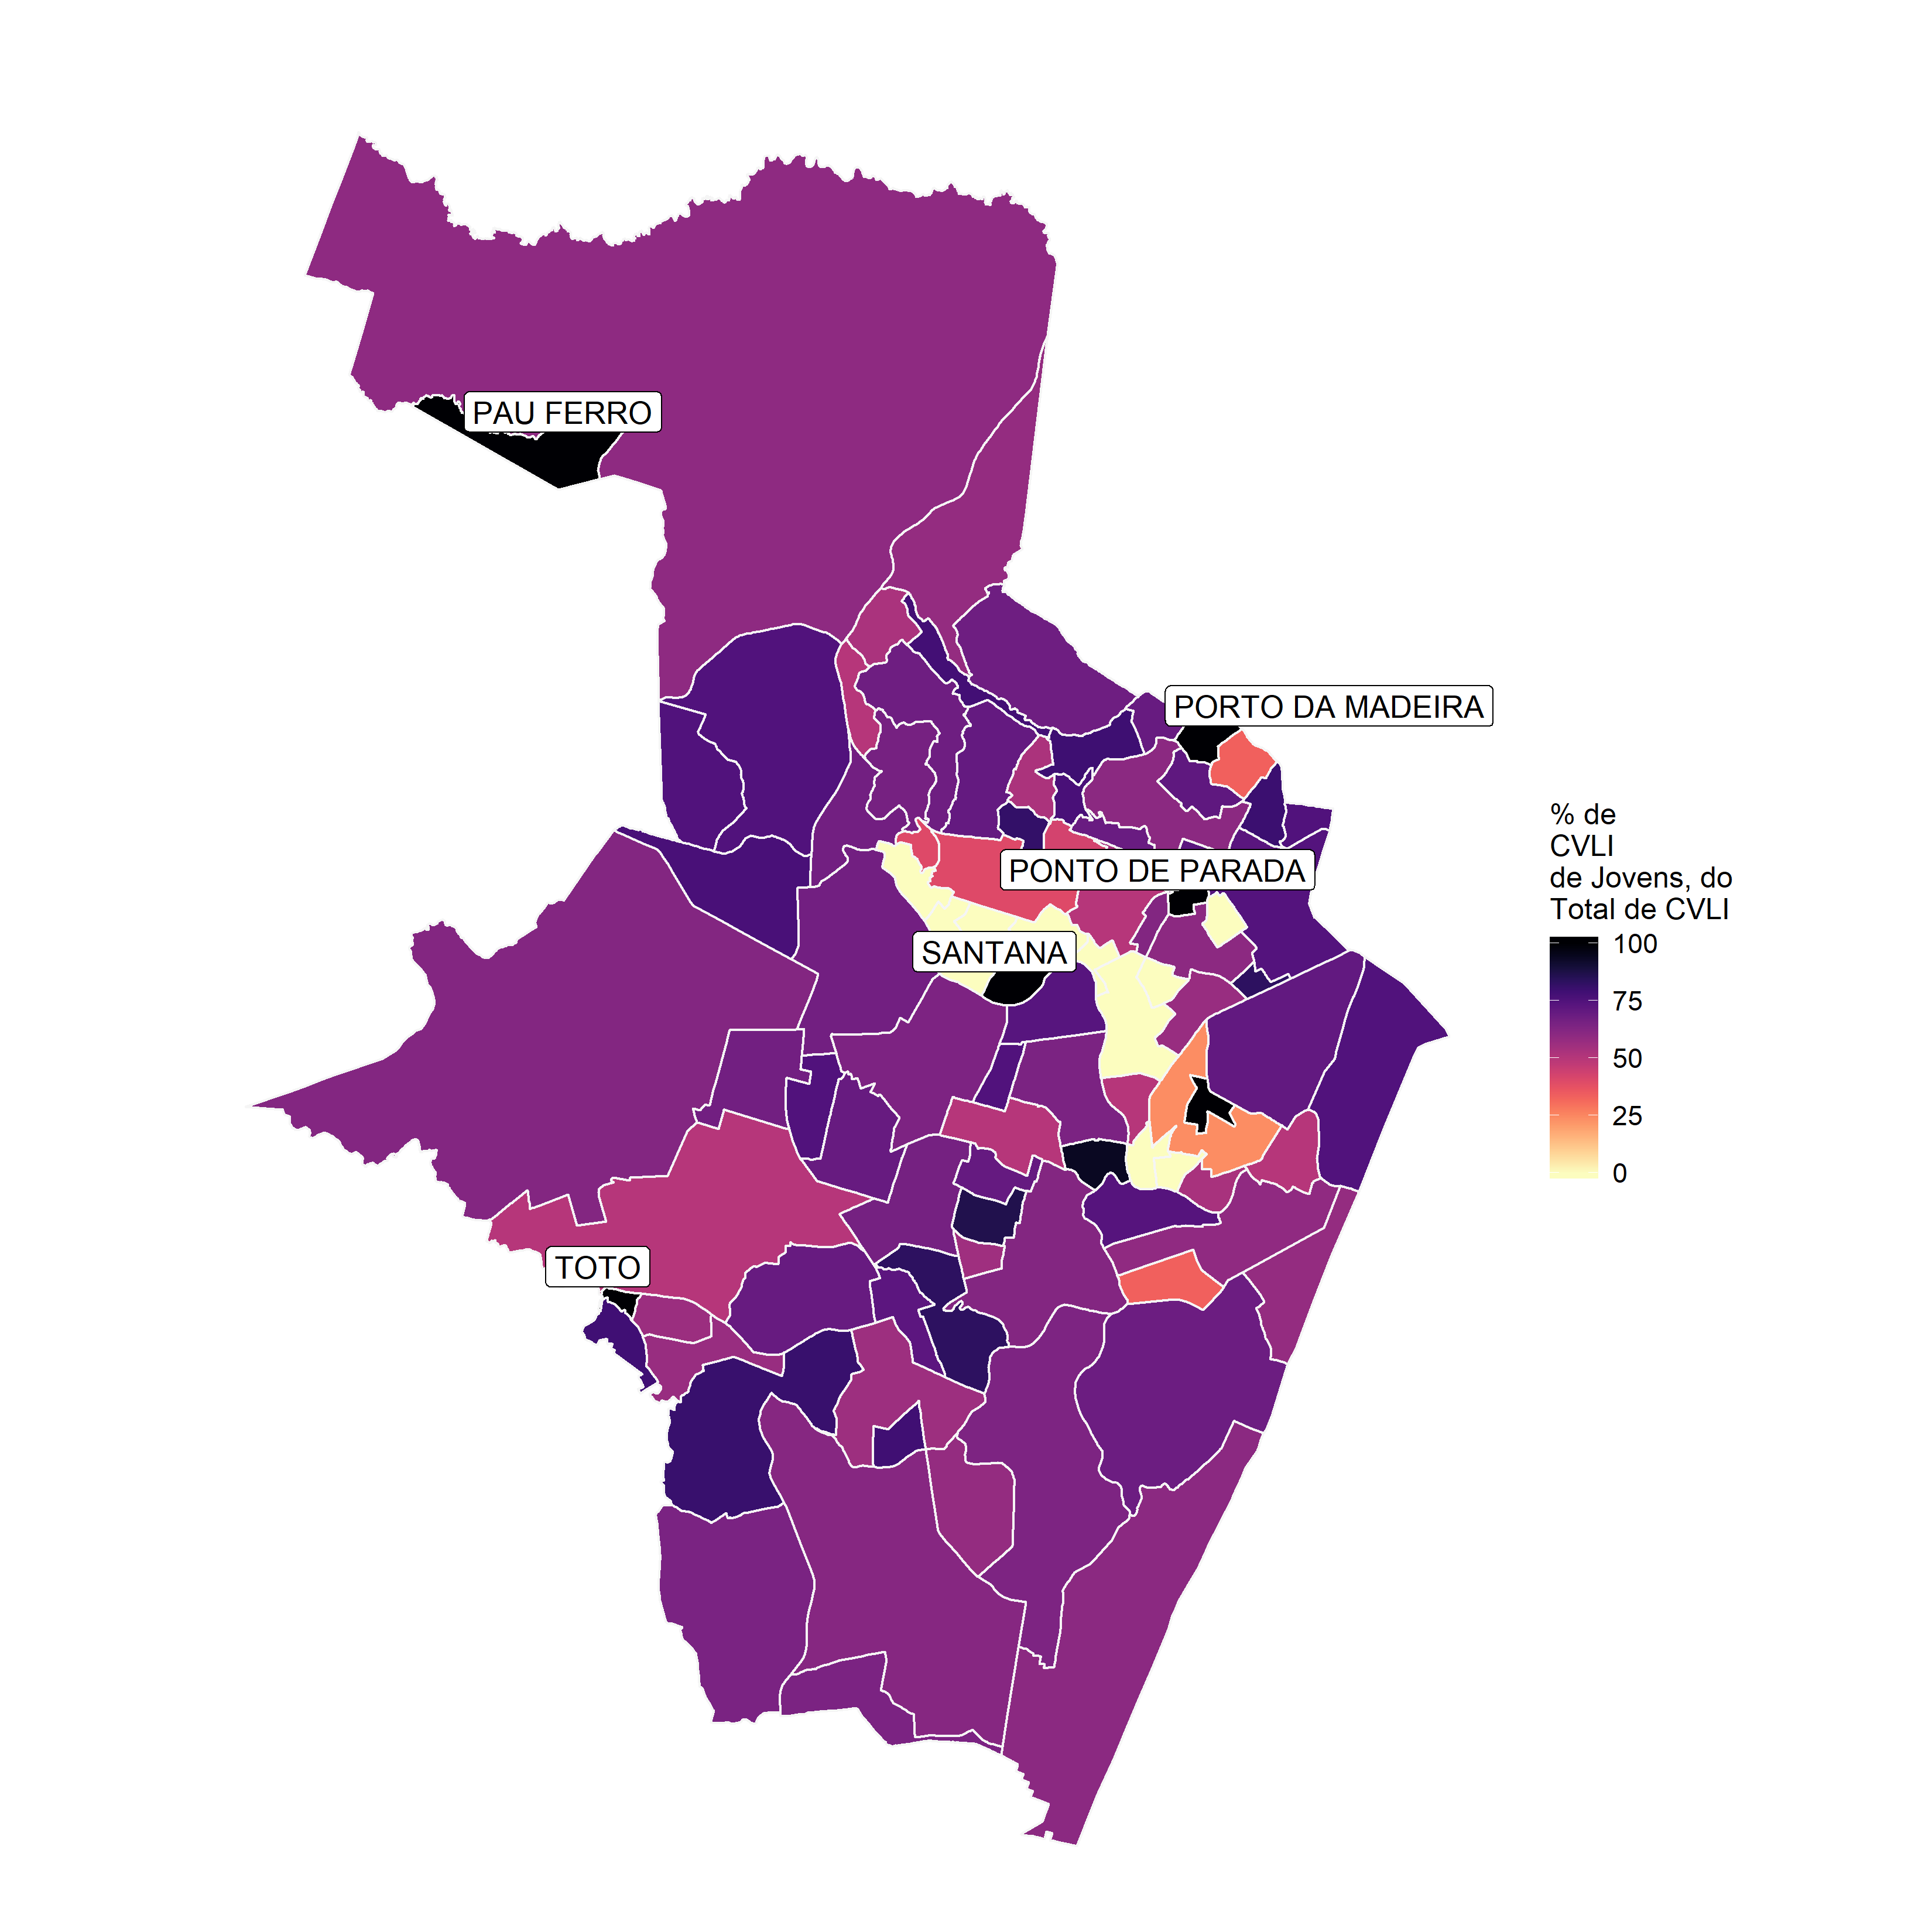 PAU FERRO
PORTO DA MADEIRA
PONTO DE PARADA
SANTANA
TOTO
% de
CVLI
de Jovens, do
Total de CVLI
100
75
50
25
0